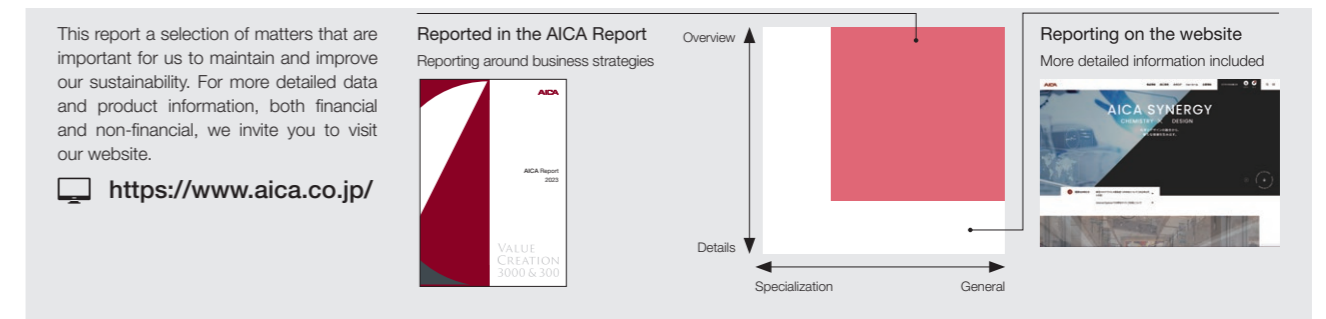 This report a selection of matters that are
important for us to maintain and improve
our sustainability. For more detailed data
and product information, both financial
and non-financial, we invite you to visit
our website.
https://www.aica.co.jp/
Reported in the AICA Report
Reporting around business strategies
AICA
AICA Report
2023
VALUE
CREATION
3000 & 300
Overview
Details
Specialization
General
Reporting on the website
More detailed information included
AICA
AICA SYNERGY
CHEMISTRY
DESIGN